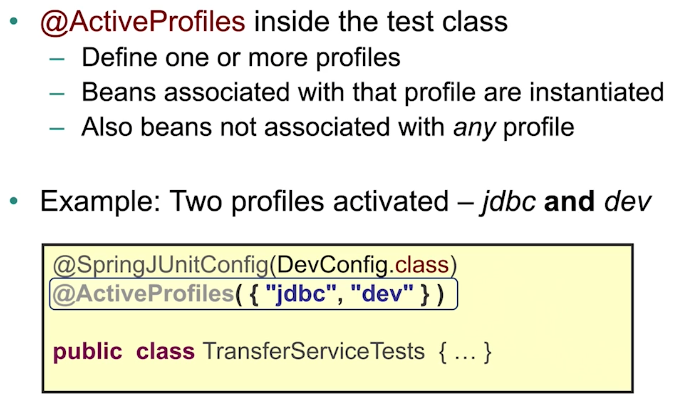 • @ActiveProfiles inside the test class
– Define one or more profiles
– Beans associated with that profile are instantiated
– Also beans not associated with any profile
• Example: Two profiles activated – jdbc and dev
@SpringJUnitConfig(DevConfig.class)
@ActiveProfiles( { "jdbc", "dev" } )
public class TransferServiceTests { … }